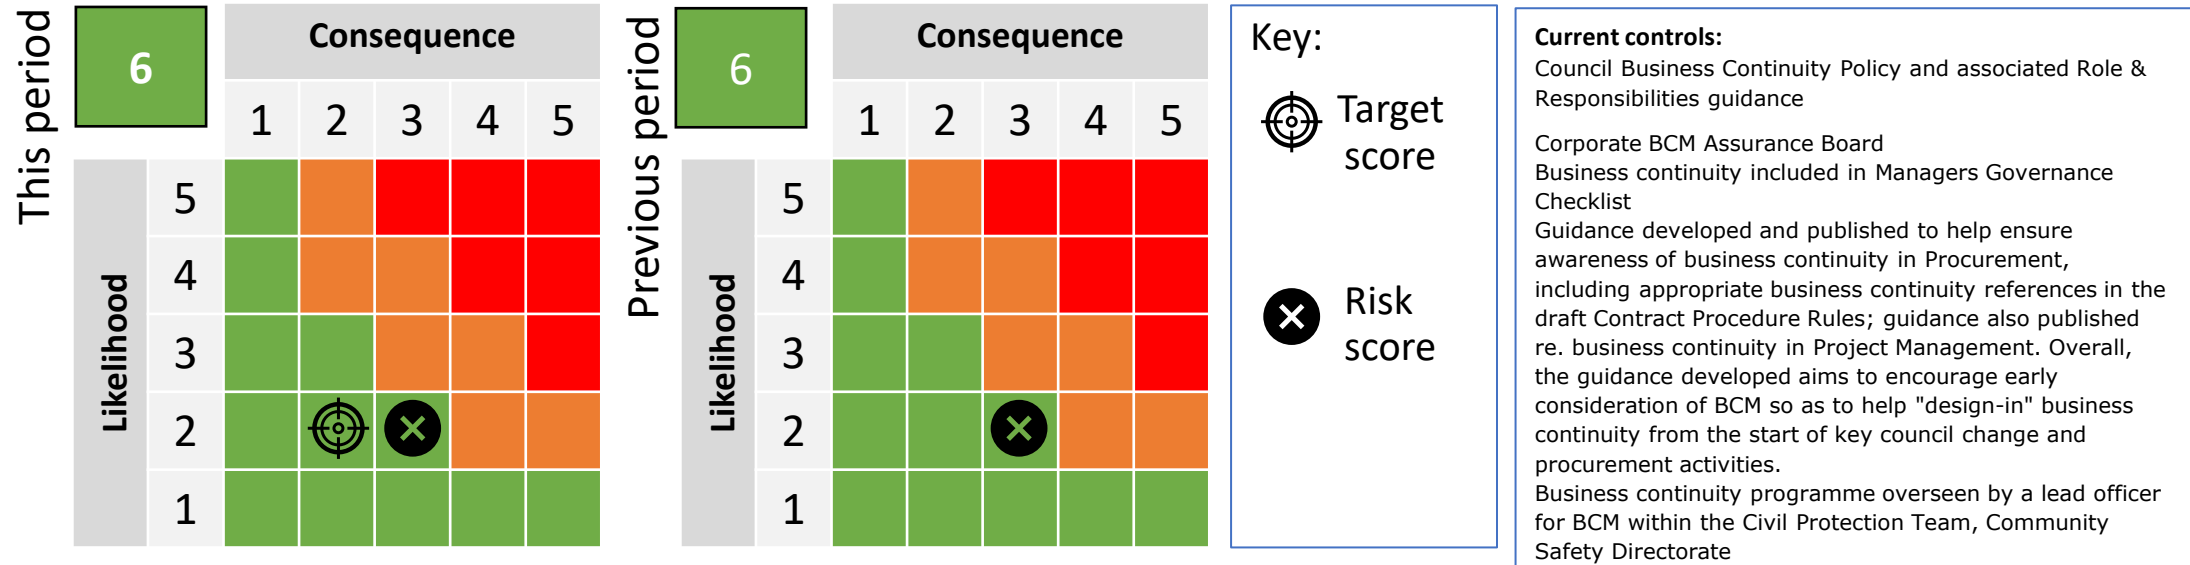 This period
6
Consequence
1 2 3 4 5
Likelihood
5
4
3
2
1
Previous period
6
Consequence
1 2 3 4 5
Likelihood
5
4
3
2
1
Key:
Target
score
Risk
score
Current controls:
Council Business Continuity Policy and associated Role &
Responsibilities guidance
Corporate BCM Assurance Board
Business continuity included in Managers Governance
Checklist
Guidance developed and published to help ensure
awareness of business continuity in Procurement,
including appropriate business continuity references in the
draft Contract Procedure Rules; guidance also published
re. business continuity in Project Management. Overall,
the guidance developed aims to encourage early
consideration of BCM so as to help "design-in" business
continuity from the start of key council change and
procurement activities.
Business continuity programme overseen by a lead officer
for BCM within the Civil Protection Team, Community
Safety Directorate